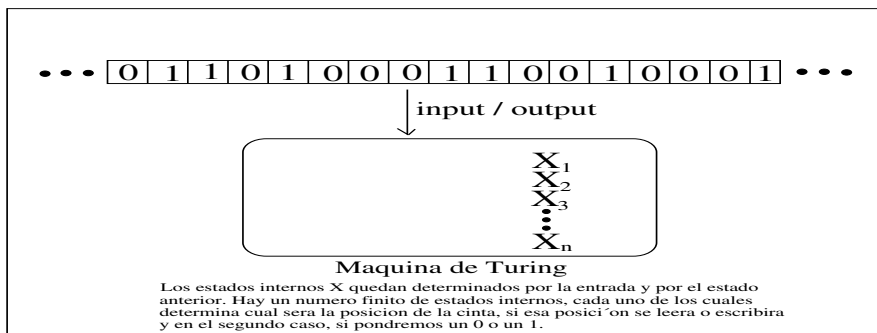 ••• 0 1 1 0 1 0 0 0 1 1 0 0 1 0 0 0 1 •••
input / output
X1
X2
X3
Xn
Maquina de Turing
Los estados internos X quedan determinados por la entrada y por el estado
anterior. Hay un numero finito de estados internos, cada uno de los cuales
determina cual sera la posicion de la cinta, si esa posici´on se leera o escribira
y en el segundo caso, si pondremos un 0 o un 1.